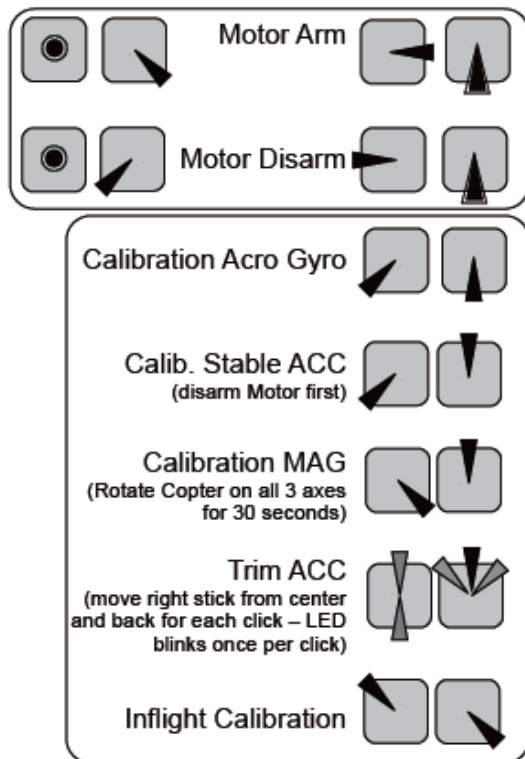 Motor Arm
Motor Disarm
Calibration Acro Gyro
Calib. Stable ACC
(disarm Motor first)
Calibration MAG
(Rotate Copter on all 3 axes
for 30 seconds)
Trim ACC
(move right stick from center
and back for each click – LED
blinks once per click)
Inflight Calibration